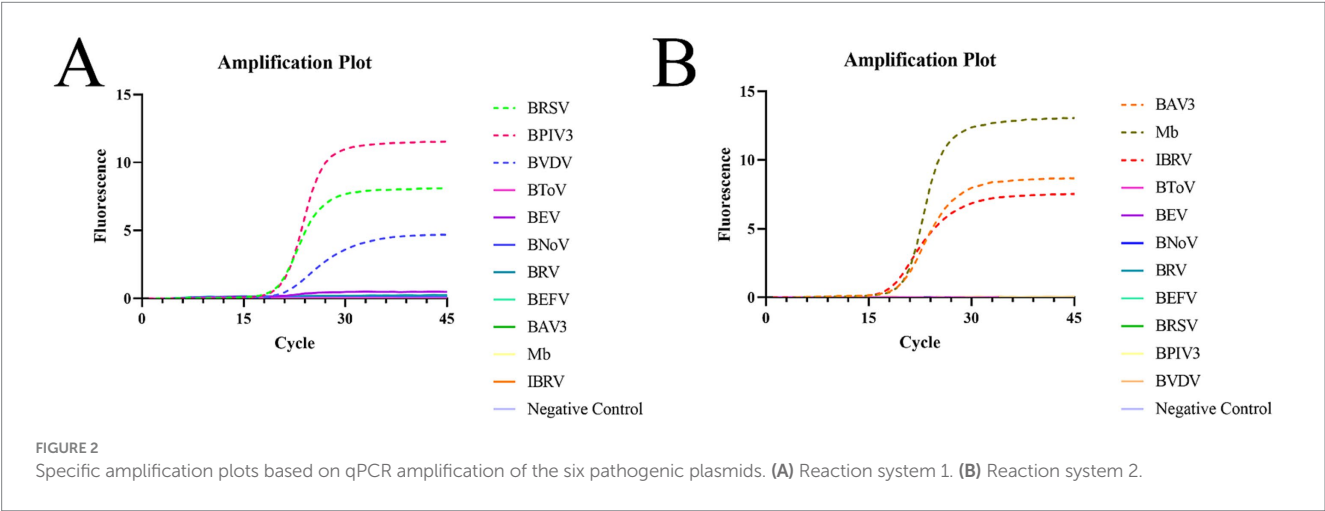 A
Amplification Plot
15
10
5
0
Fluorescence
0 15 30 45
Cycle
BRSV
BPIV3
BVDV
BToV
BEV
BNoV
BRV
BEFV
BAV3
Mb
IBRV
Negative Control
B
Amplification Plot
15
10
5
0
Fluorescence
0 15 30 45
Cycle
BAV3
Mb
IBRV
BToV
BEV
BNoV
BRV
BEFV
BRSV
BPIV3
BVDV
Negative Control
FIGURE 2
Specific amplification plots based on qPCR amplification of the six pathogenic plasmids. (A) Reaction system 1. (B) Reaction system 2.